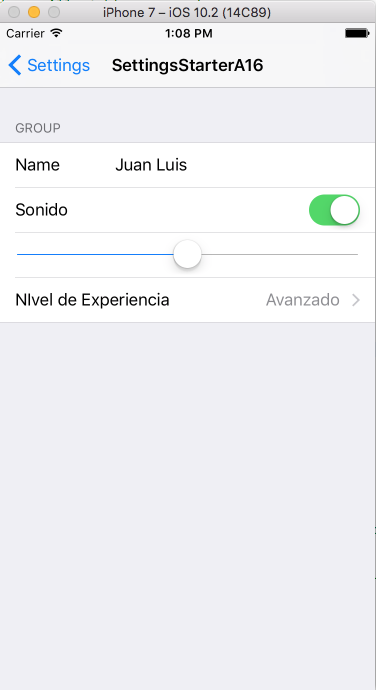 iPhone 7 – iOS 10.2 (14C89)
Carrier 1:08 PM
Settings SettingsStarterA16
GROUP
Name Juan Luis
Sonido
NIvel de Experiencia Avanzado